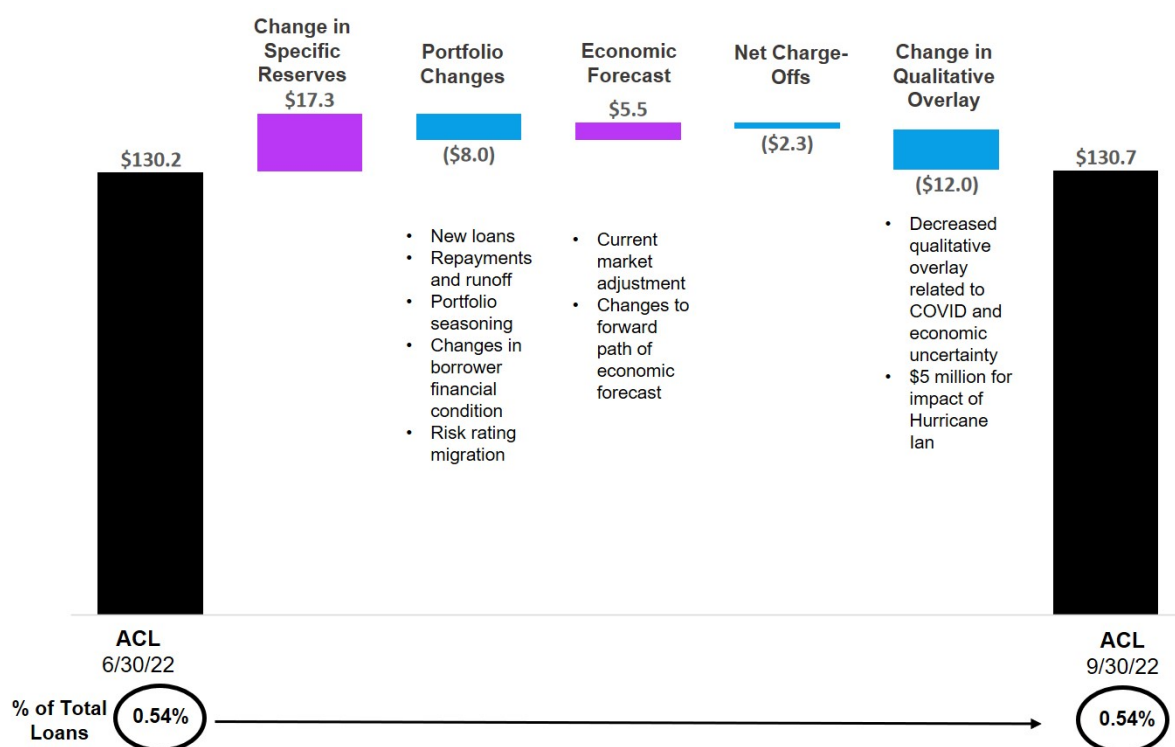 Change in
Specific
Reserves
$17.3
Portfolio
Changes
($8.0)
Economic
Forecast
$5.5
Net Charge-
Offs
($2.3)
Change in
Qualitative
Overlay
($12.0)
$130.2
$130.7
• New loans
• Repayments
and runoff
• Portfolio
seasoning
• Changes in
borrower
financial
condition
• Risk rating
migration
• Current
market
adjustment
• Changes to
forward
path of
economic
forecast
• Decreased
qualitative
overlay
related to
COVID and
economic
uncertainty
• $5 million for
impact of
Hurricane
Ian
ACL
6/30/22
ACL
9/30/22
% of Total
Loans
0.54%
0.54%